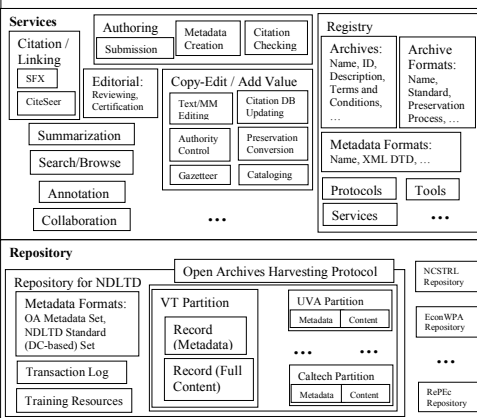 Services
Citation /
Linking
SFX
CiteSeer
Authoring
Submission
Metadata
Creation
Citation
Checking
Editorial:
Reviewing,
Certification
Copy-Edit / Add Value
Text/MM
Editing
Citation DB
Updating
Authority
Control
Preservation
Conversion
Gazetteer
Cataloging
Summarization
Search/Browse
Annotation
Collaboration
...
Registry
Archives:
Name, ID,
Description,
Terms and
Conditions,
…
Archive
Formats:
Name,
Standard,
Preservation
Process, …
Metadata Formats:
Name, XML DTD, …
Protocols
Tools
Services
...
Repository
Open Archives Harvesting Protocol
Repository for NDLTD
Metadata Formats:
OA Metadata Set,
NDLTD Standard
(DC-based) Set
Transaction Log
Training Resources
VT Partition
Record
(Metadata)
Record (Full
Content)
UVA Partition
Metadata
Content
...
...
Caltech Partition
Metadata
Content
NCSTRL
Repository
EconWPA
Repository
...
RePEc
Repository